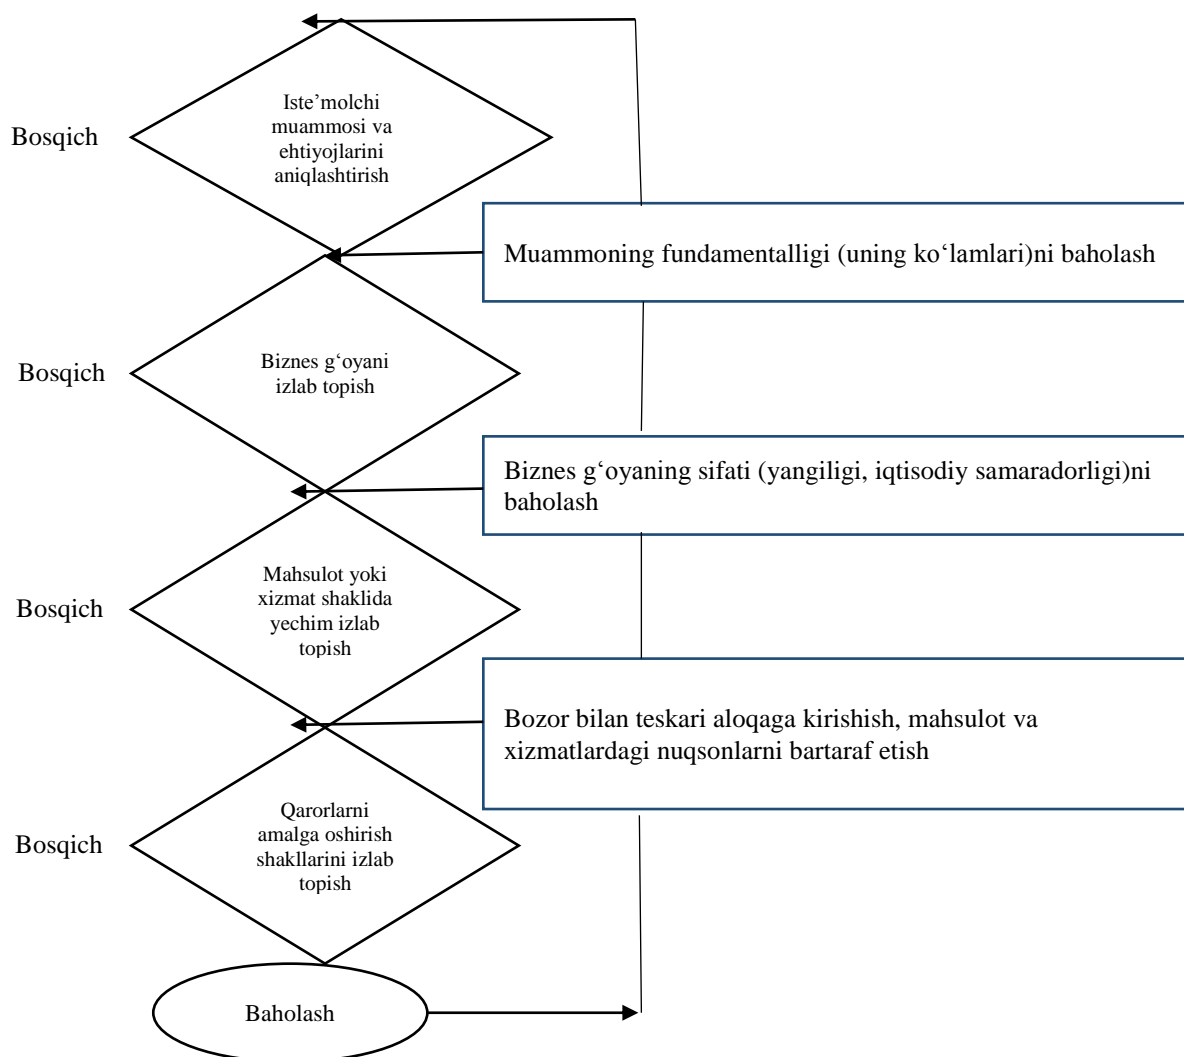 Iste’molchi
muammosi va
ehtiyojlarini
aniqlashtirish
Bosqich
Muammoning fundamentalligi (uning ko‘lamlari)ni baholash
Biznes g‘oyani
izlab topish
Bosqich
Biznes g‘oyaning sifati (yangiligi, iqtisodiy samaradorligi)ni
baholash
Mahsulot yoki
xizmat shaklida
yechim izlab
topish
Bosqich
Bozor bilan teskari aloqaga kirishish, mahsulot va
xizmatlardagi nuqsonlarni bartaraf etish
Qarorlarni
amalga oshirish
shakllarini izlab
topish
Bosqich
Baholash